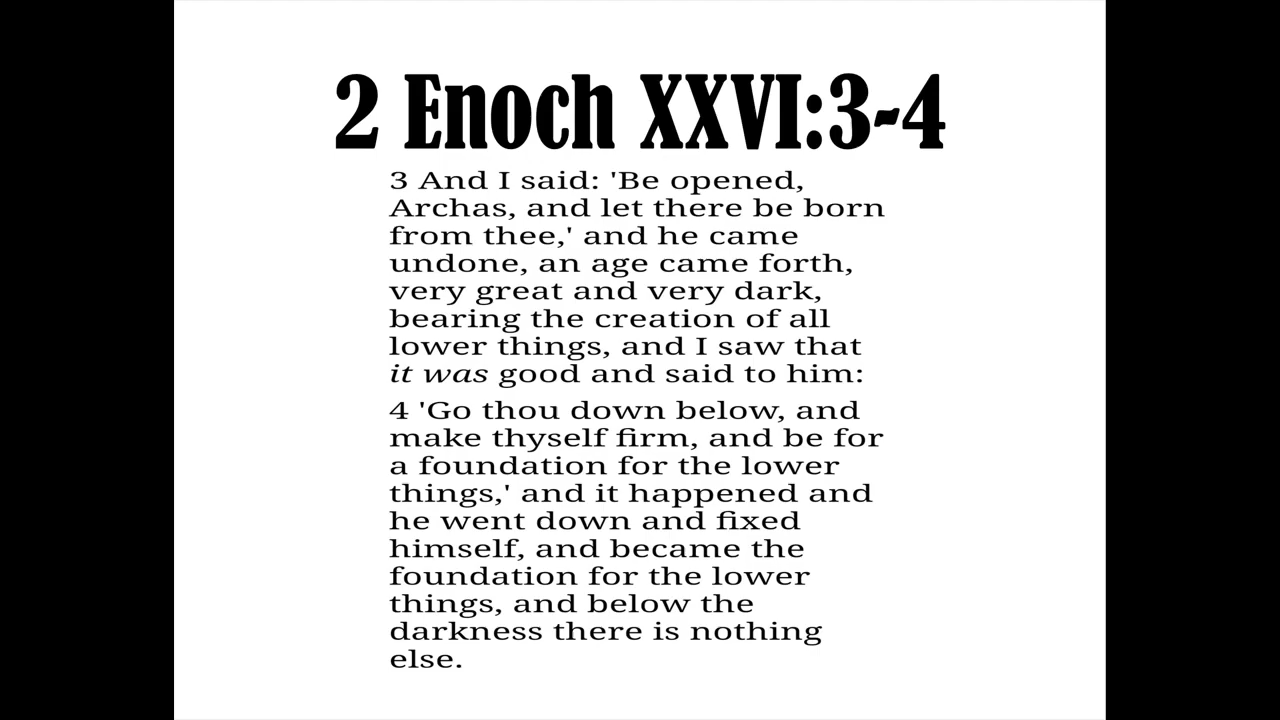 2 Enoch XXVI:3-4
3 And I said: 'Be opened,
Archas, and let there be born
from thee,' and he came
undone, an age came forth,
very great and very dark,
bearing the creation of all
lower things, and I saw that
it was good and said to him:
4 'Go thou down below, and
make thyself firm, and be for
a foundation for the lower
things,' and it happened and
he went down and fixed
himself, and became the
foundation for the lower
things, and below the
darkness there is nothing
else.